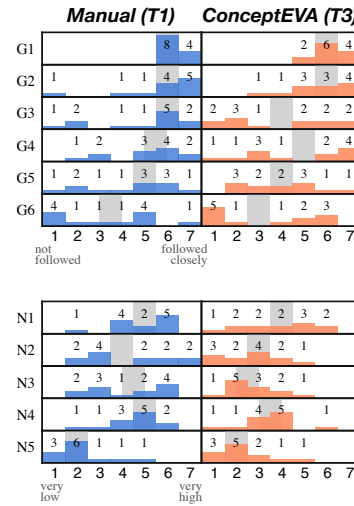 Manual (T1) ConceptEVA (T3)
G1 8 4 2 6 4
G2 1 1 1 4 5 1 1 3 3 4
G3 1 2 1 1 5 2 2 3 1 2 2 2
G4 1 2 3 4 2 1 1 3 1 2 4
G5 1 2 1 1 3 3 1 3 2 2 3 1 1
G6 4 1 1 1 4 1 5 1 1 2 3
1 2 3 4 5 6 7 1 2 3 4 5 6 7
not followed followed closely
N1 1 4 2 5 1 2 2 2 3 2
N2 2 4 2 2 2 3 2 4 2 1
N3 2 3 1 2 4 1 5 3 2 1
N4 1 1 3 5 2 1 1 4 5 1
N5 3 6 1 1 1 3 5 2 1 1
1 2 3 4 5 6 7 1 2 3 4 5 6 7
very low very high